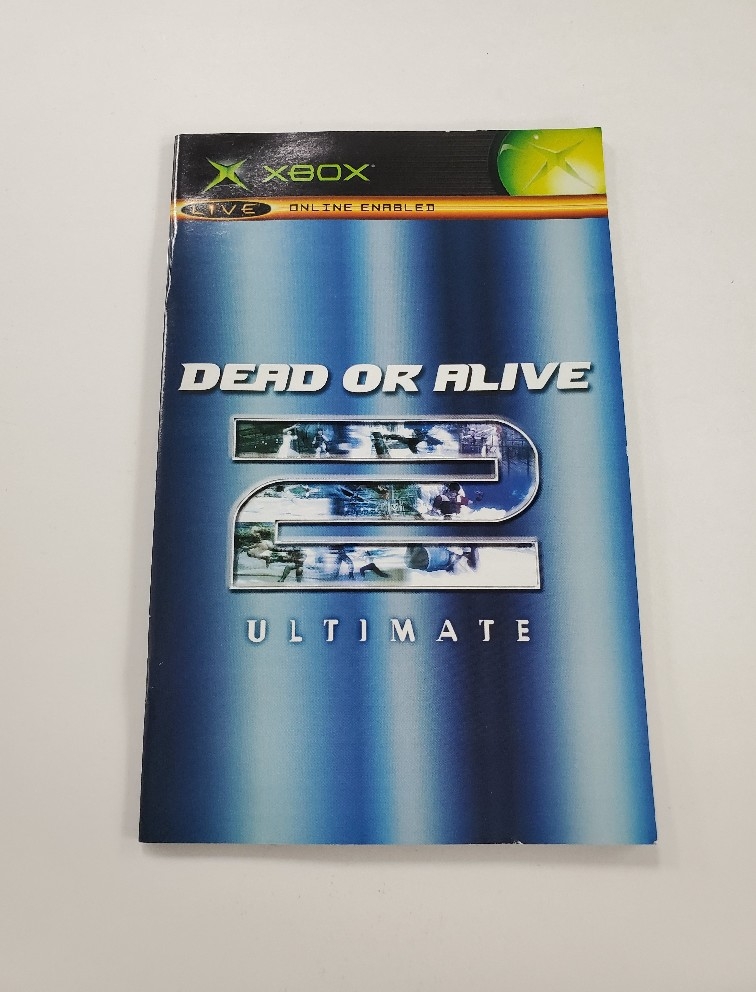 XBOX
LIVE ONLINE ENABLED
DEAD OR ALIVE
2
ULTIMATE